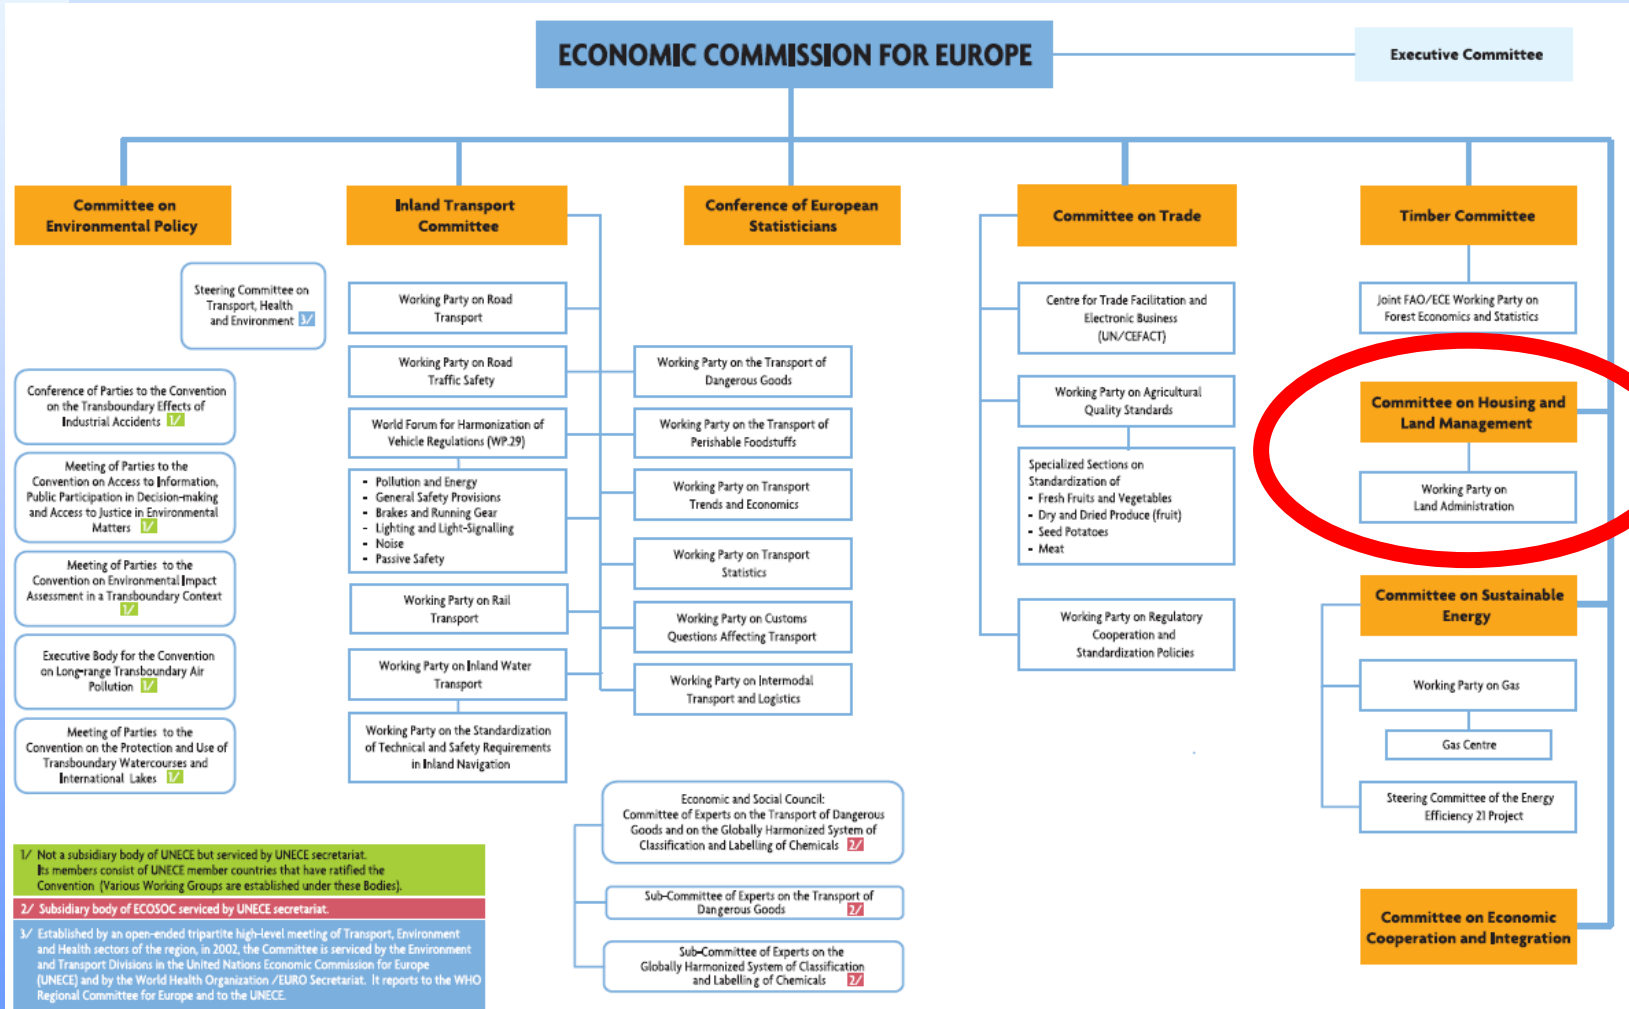 ECONOMIC COMMISSION FOR EUROPE
Executive Committee
Committee on
Environmental Policy
Steering Committee on
Transport, Health
and Environment 3/
Conference of Parties to the Convention
on the Transboundary Effects of
Industrial Accidents 1/
Meeting of Parties to the
Convention on Access to Information,
Public Participation in Decision-making
and Access to Justice in Environmental
Matters 1/
Meeting of Parties to the
Convention on Environmental Impact
Assessment in a Transboundary Context
1/
Executive Body for the Convention
on Long-range Transboundary Air
Pollution 1/
Meeting of Parties to the
Convention on the Protection and Use of
Transboundary Watercourses and
International Lakes 1/
Inland Transport
Committee
Working Party on Road
Transport
Working Party on Road
Traffic Safety
World Forum for Harmonization of
Vehicle Regulations (WP.29)
- Pollution and Energy
- General Safety Provisions
- Brakes and Running Gear
- Lighting and Light-Signalling
- Noise
- Passive Safety
Working Party on Rail
Transport
Working Party on Inland Water
Transport
Working Party on the Standardization
of Technical and Safety Requirements
in Inland Navigation
Conference of European
Statisticians
Working Party on the Transport of
Dangerous Goods
Working Party on the Transport of
Perishable Foodstuffs
Working Party on Transport
Trends and Economics
Working Party on Transport
Statistics
Working Party on Customs
Questions Affecting Transport
Working Party on Intermodal
Transport and Logistics
Economic and Social Council:
Committee of Experts on the Transport of Dangerous
Goods and on the Globally Harmonized System of
Classification and Labelling of Chemicals 2/
Sub-Committee of Experts on the Transport of
Dangerous Goods 2/
Sub-Committee of Experts on the
Globally Harmonized System of Classification
and Labelling of Chemicals 2/
Committee on Trade
Centre for Trade Facilitation and
Electronic Business
(UN/CEFACT)
Working Party on Agricultural
Quality Standards
Specialized Sections on
Standardization of
- Fresh Fruits and Vegetables
- Dry and Dried Produce (fruit)
- Seed Potatoes
- Meat
Working Party on Regulatory
Cooperation and
Standardization Policies
Timber Committee
Joint FAO/ECE Working Party on
Forest Economics and Statistics
Committee on Housing and
Land Management
Working Party on
Land Administration
Committee on Sustainable
Energy
Working Party on Gas
Gas Centre
Steering Committee of the Energy
Efficiency 21 Project
Committee on Economic
Cooperation and Integration
1/ Not a subsidiary body of UNECE but serviced by UNECE secretariat.
Its members consist of UNECE member countries that have ratified the
Convention (Various Working Groups are established under these Bodies).
2/ Subsidiary body of ECOSOC serviced by UNECE secretariat.
3/ Established by an open-ended tripartite high-level meeting of Transport, Environment
and Health sectors of the region, in 2002, the Committee is serviced by the Environment
and Transport Divisions in the United Nations Economic Commission for Europe
(UNECE) and by the World Health Organization /EURO Secretariat. It reports to the WHO
Regional Committee for Europe and to the UNECE.